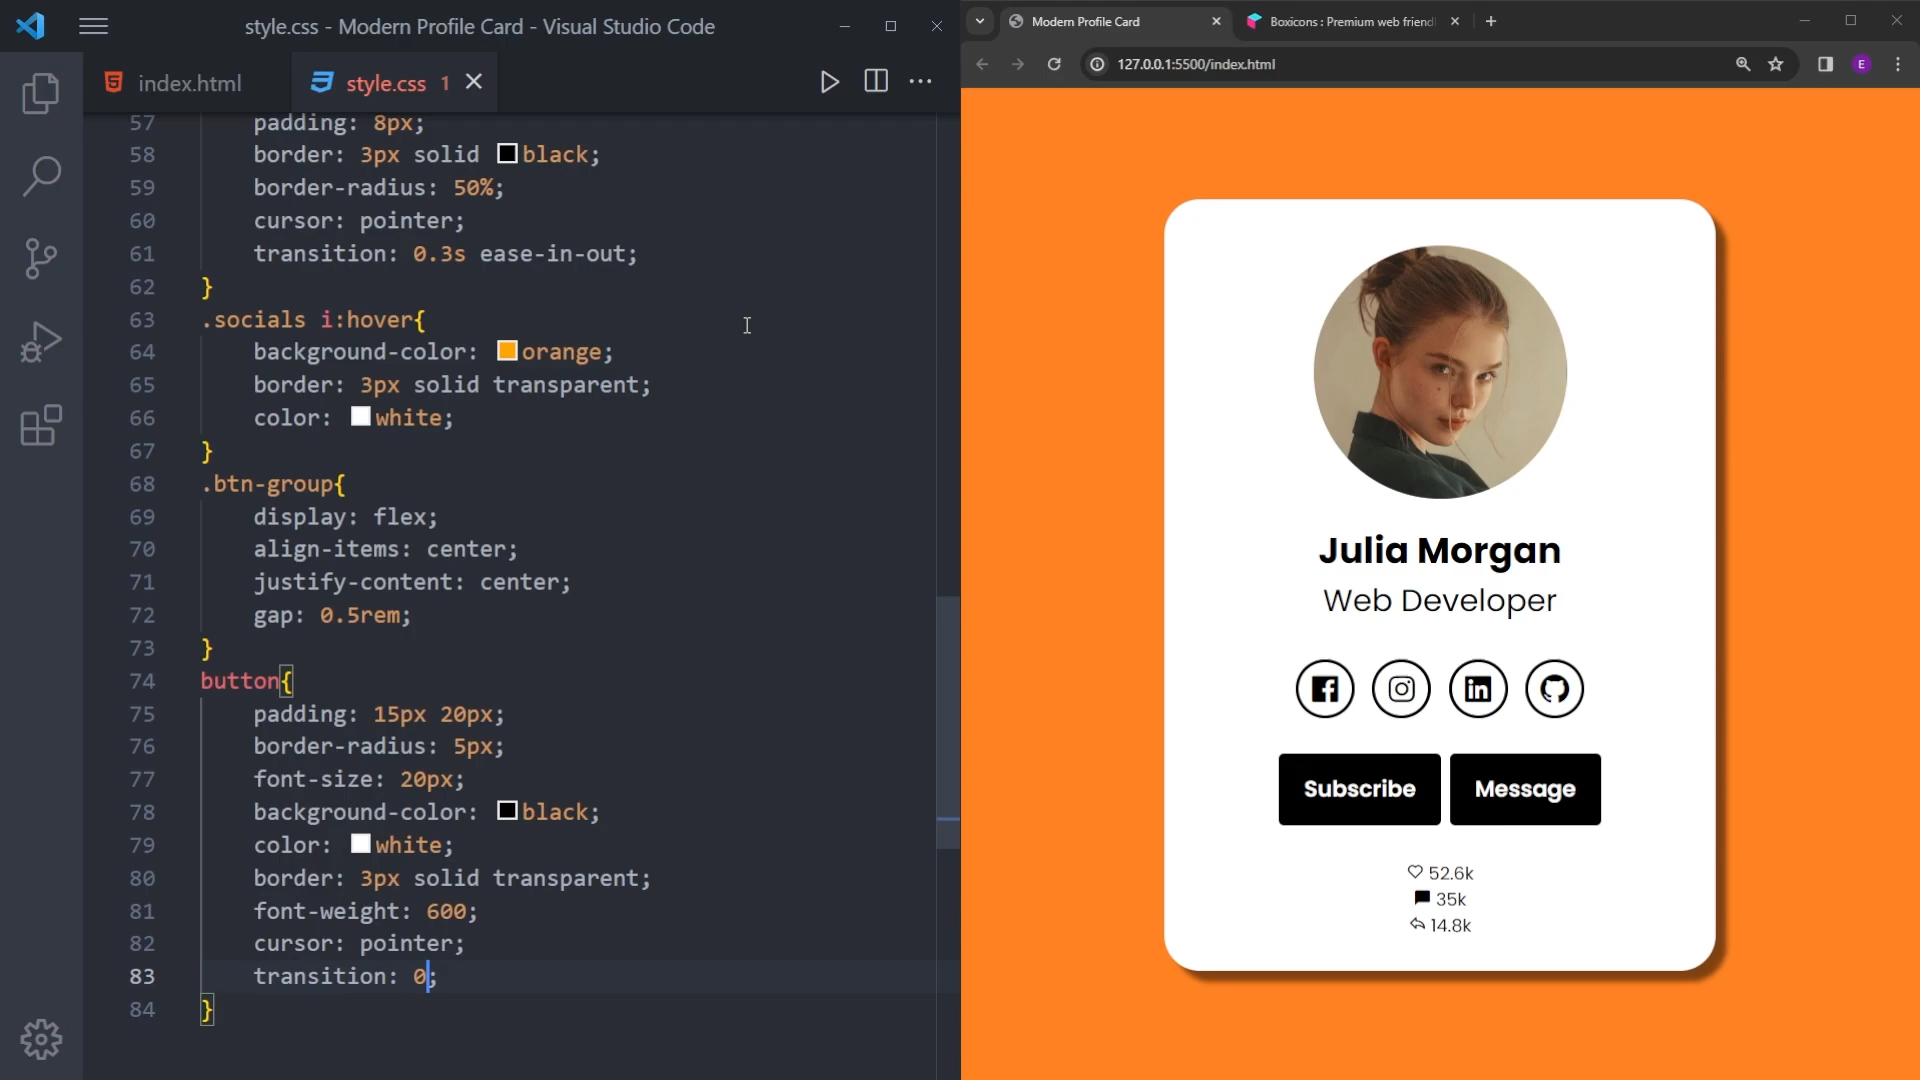 style.css - Modern Profile Card - Visual Studio Code
index.html
style.css 1
57 padding: 8px;
58 border: 3px solid black;
59 border-radius: 50%;
60 cursor: pointer;
61 transition: 0.3s ease-in-out;
62 }
63 .socials i:hover{
64 background-color: orange;
65 border: 3px solid transparent;
66 color: white;
67 }
68 .btn-group{
69 display: flex;
70 align-items: center;
71 justify-content: center;
72 gap: 0.5rem;
73 }
74 button{
75 padding: 15px 20px;
76 border-radius: 5px;
77 font-size: 20px;
78 background-color: black;
79 color: white;
80 border: 3px solid transparent;
81 font-weight: 600;
82 cursor: pointer;
83 transition: 0;
84 }
Modern Profile Card
Boxicons : Premium web friend
127.0.0.1:5500/index.html
E
Julia Morgan
Web Developer
in
Subscribe
Message
52.6k
35k
14.8k